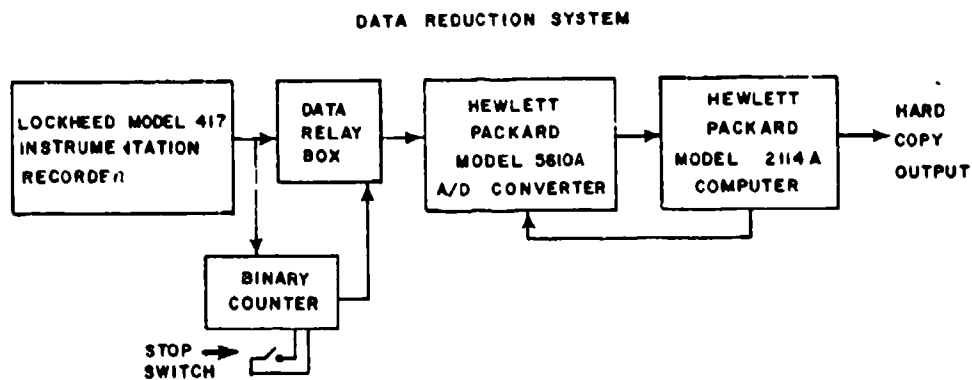 DATA REDUCTION SYSTEM
LOCKHEED MODEL 417
INSTRUMENTATION
RECORDER
DATA
RELAY
BOX
HEWLETT
PACKARD
MODEL 5610A
A/D CONVERTER
HEWLETT
PACKARD
MODEL 2114A
COMPUTER
HARD
COPY
OUTPUT
BINARY
COUNTER
STOP
SWITCH